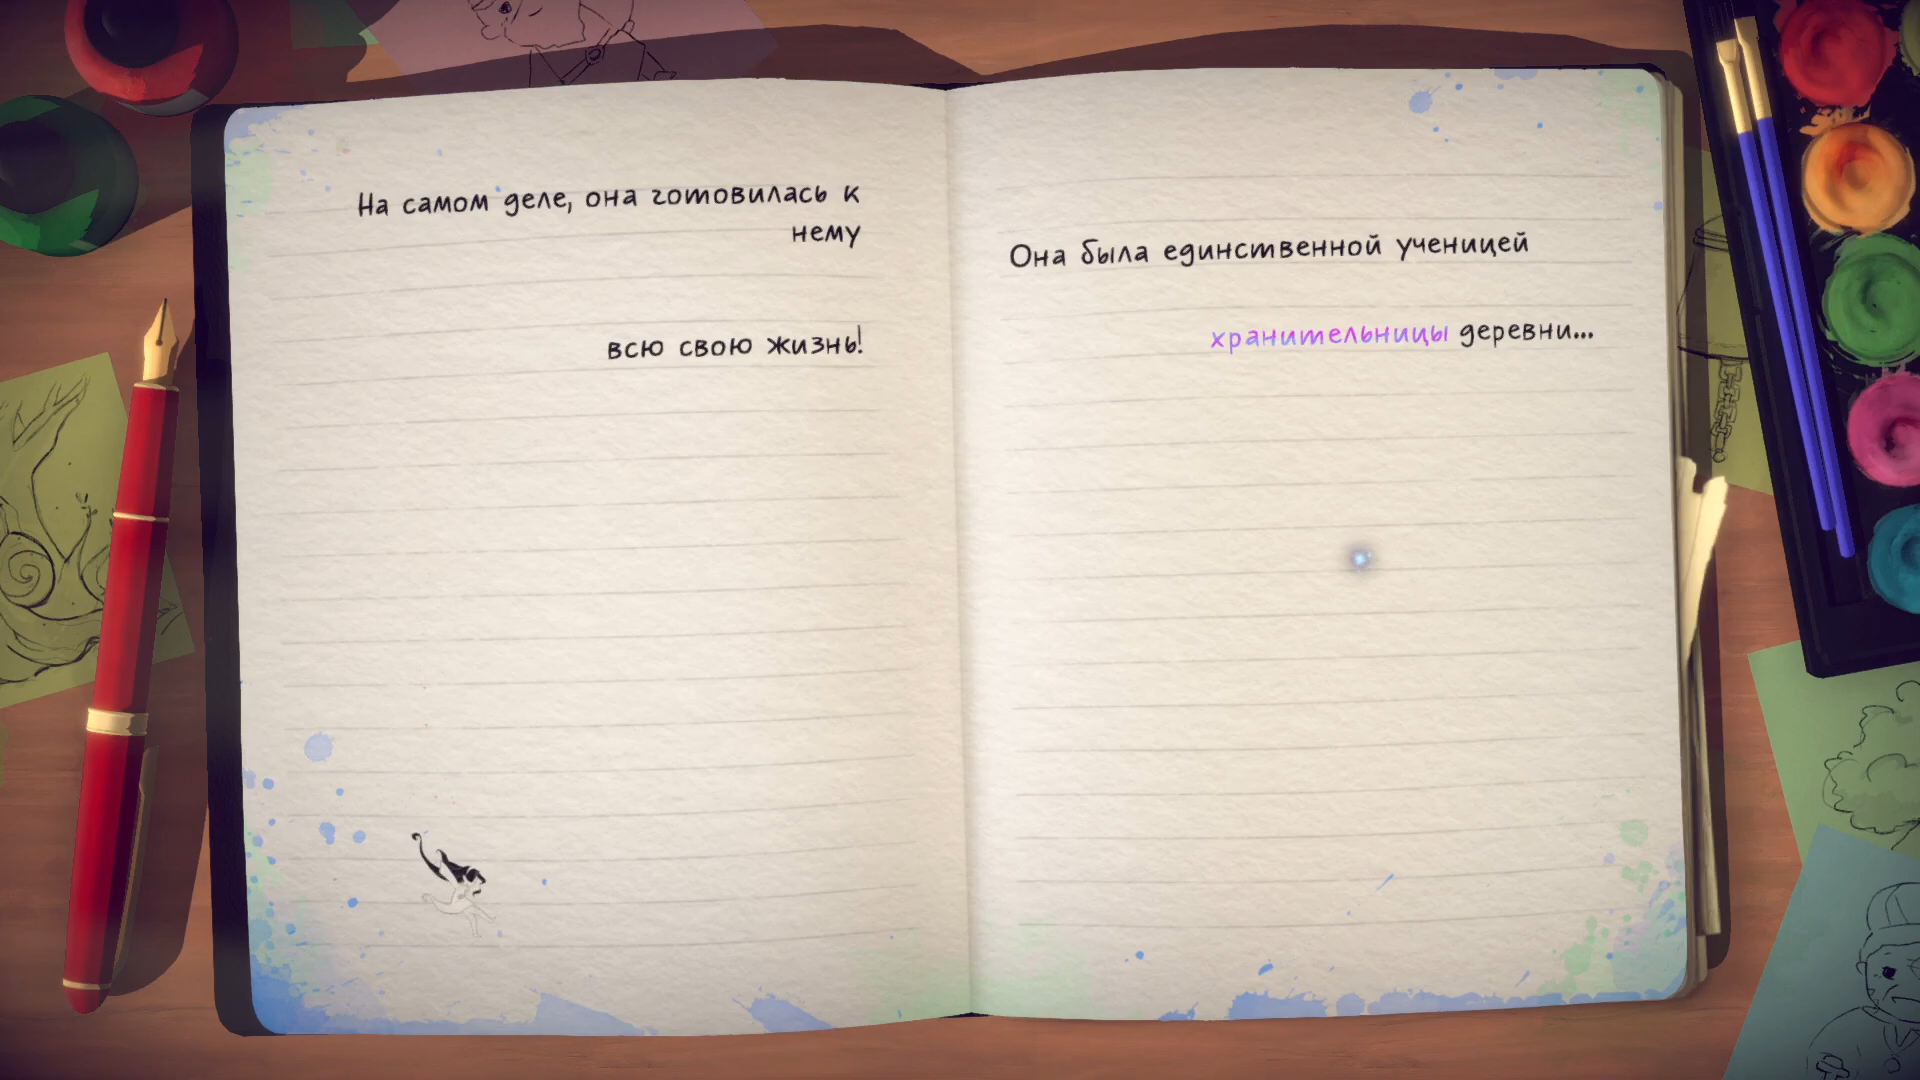 На самом деле, она готовилась к
нему
всю свою жизнь!
Она была единственной ученицей
хранительницы деревни...